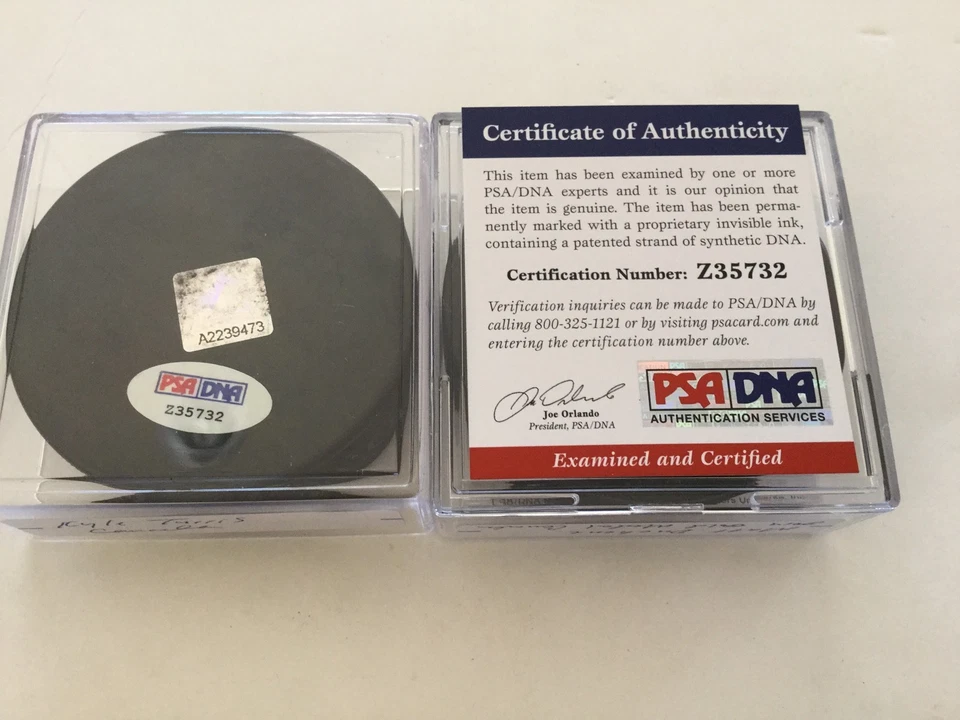 A2239473
PSA DNA
Z35732
Kyle Turris
Certificate of Authenticity
This item has been examined by one or more
PSA/DNA experts and it is our opinion that
the item is genuine. The item has been perma-
nently marked with a proprietary invisible ink,
containing a patented strand of synthetic DNA.
Certification Number: Z35732
Verification inquiries can be made to PSA/DNA by
calling 800-325-1121 or by visiting psacard.com and
entering the certification number above.
Joe Orlando
President, PSA/DNA
PSA DNA
AUTHENTICATION SERVICES
Examined and Certified